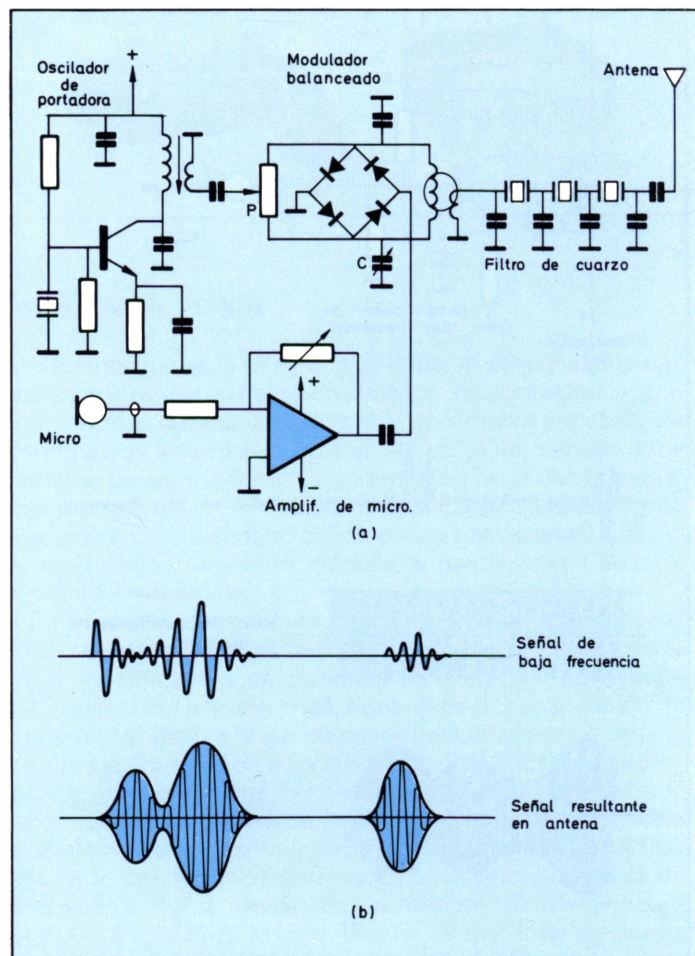 Oscilador
de
portadora
+
Modulador
balanceado
Antena
P
C
Filtro de cuarzo
Micro
+
-
Amplif. de micro.
(a)
Señal de
baja frecuencia
Señal resultante
en antena
(b)